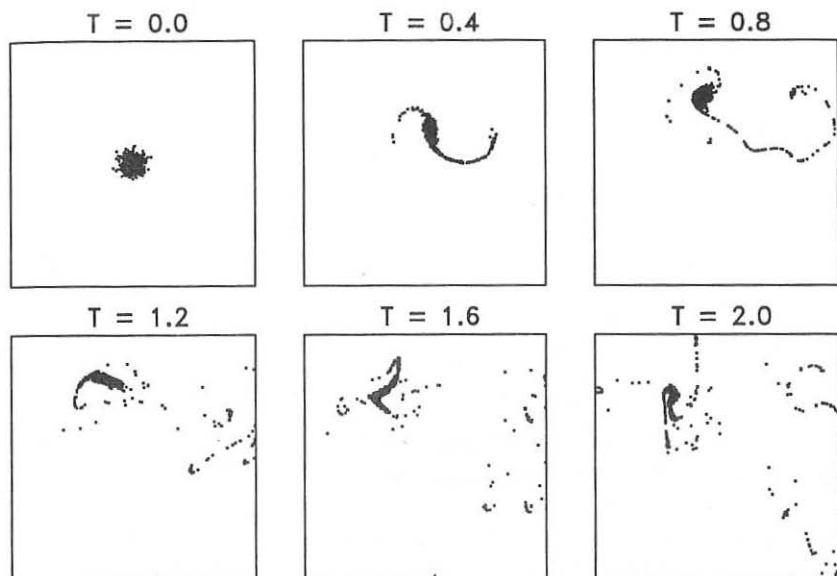 T = 0.0
T = 0.4
T = 0.8
T = 1.2
T = 1.6
T = 2.0